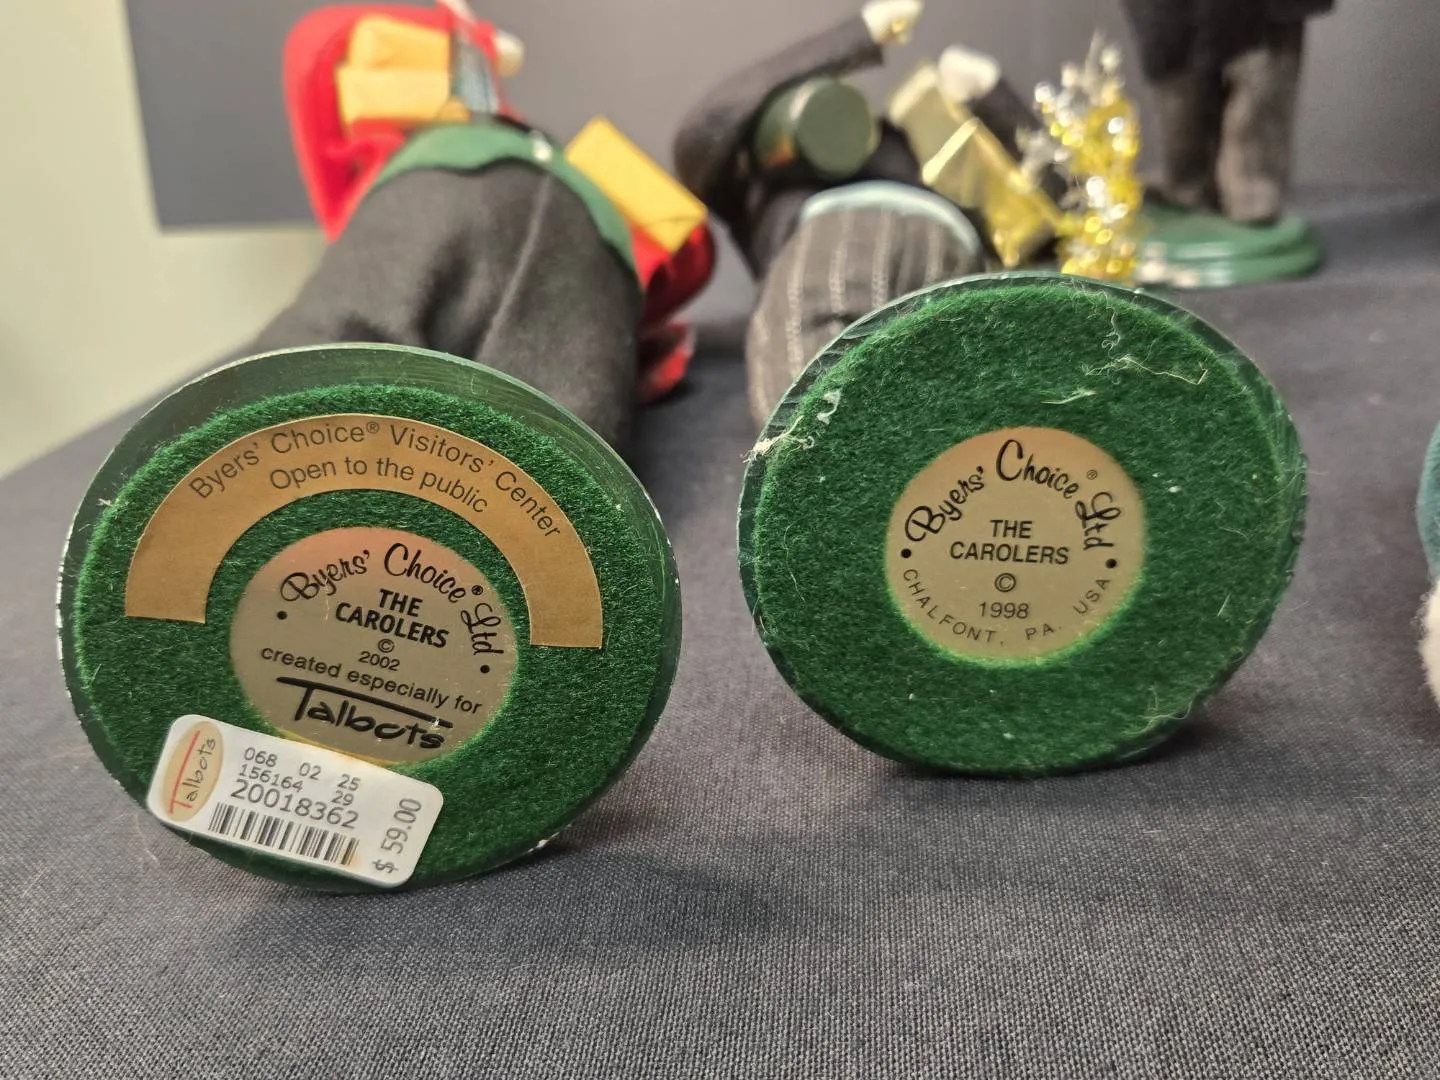 Byers' Choice® Visitors' Center
Open to the public
Byers' Choice® Ltd
THE
CAROLERS
©
2002
created especially for
Talbots
Talbots
068 02 25
156164 29
20018362
$ 59.00
Byers' Choice® Ltd
THE
CAROLERS
©
1998
CHALFONT, PA. USA